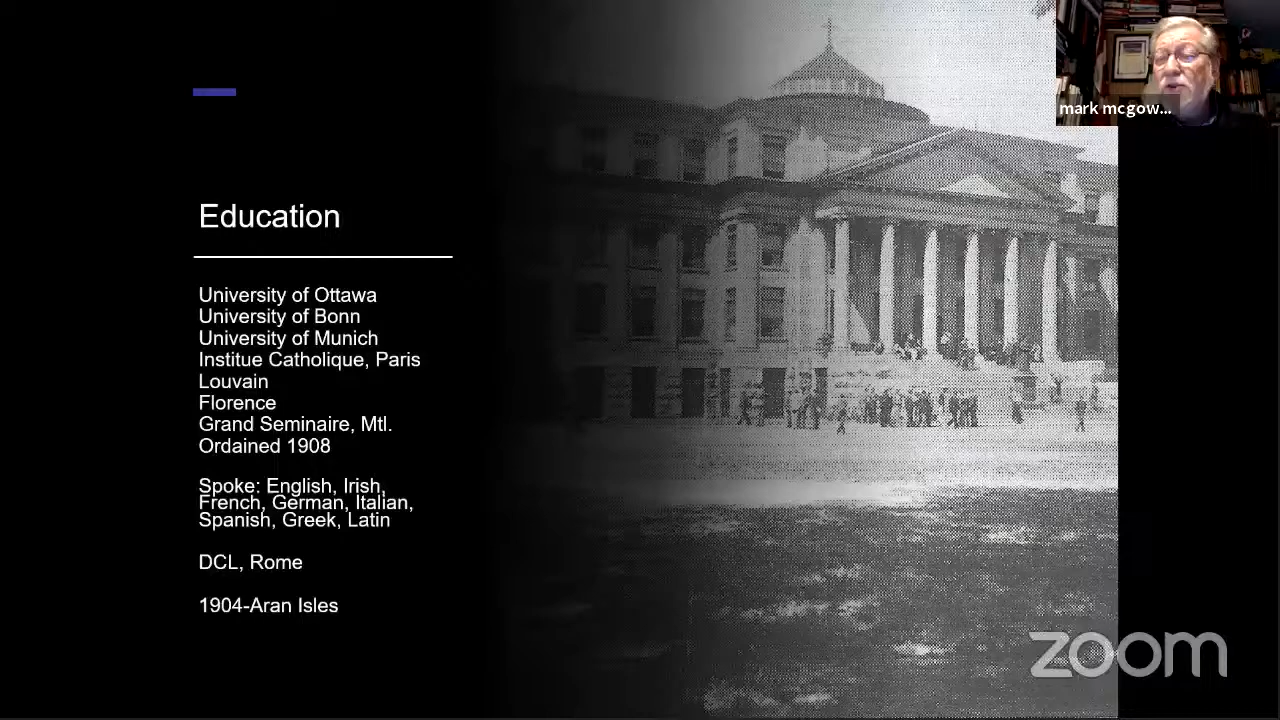 mark mcgow...
Education
University of Ottawa
University of Bonn
University of Munich
Institue Catholique, Paris
Louvain
Florence
Grand Seminaire, Mtl.
Ordained 1908
Spoke: English, Irish,
French, German, Italian,
Spanish, Greek, Latin
DCL, Rome
1904-Aran Isles
zoom